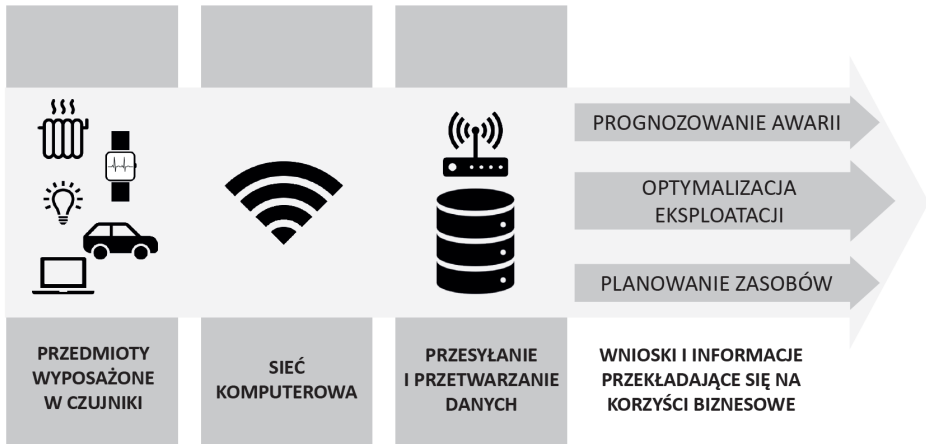 PROGNOZOWANIE AWARII
OPTYMALIZACJA
EKSPLOATACJI
PLANOWANIE ZASOBÓW
PRZEDMIOTY
WYPOSAŻONE
W CZUJNIKI
SIEĆ
KOMPUTEROWA
PRZESYŁANIE
I PRZETWARZANIE
DANYCH
WNIOSKI I INFORMACJE
PRZEKŁADAJĄCE SIĘ NA
KORZYŚCI BIZNESOWE